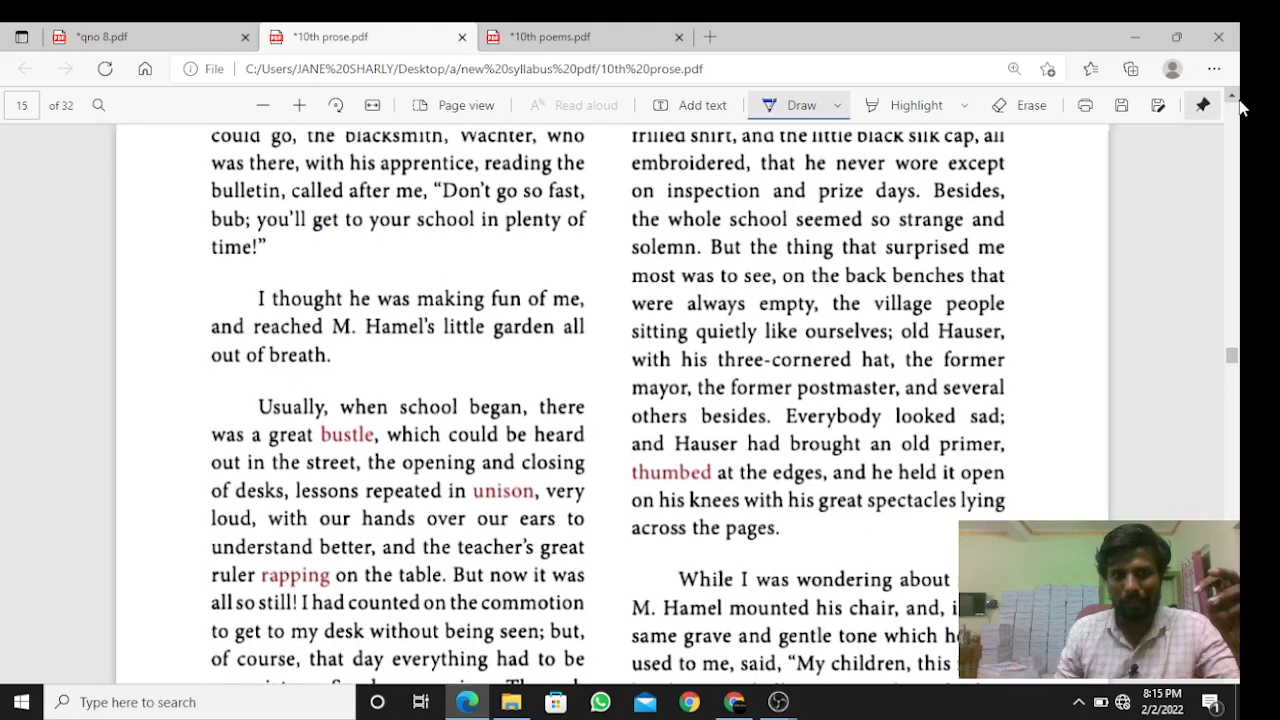 *qno 8.pdf
*10th prose.pdf
*10th poems.pdf
File
C:/Users/JANE%20SHARLY/Desktop/a/new%20syllabus%20pdf/10th%20prose.pdf
15 of 32
Page view
Read aloud
Add text
Draw
Highlight
Erase
could go, the blacksmith, Wachter, who
was there, with his apprentice, reading the
bulletin, called after me, “Don't go so fast,
bub; you'll get to your school in plenty of
time!”
I thought he was making fun of me,
and reached M. Hamel's little garden all
out of breath.
Usually, when school began, there
was a great bustle, which could be heard
out in the street, the opening and closing
of desks, lessons repeated in unison, very
loud, with our hands over our ears to
understand better, and the teacher's great
ruler rapping on the table. But now it was
all so still! I had counted on the commotion
to get to my desk without being seen; but,
of course, that day everything had to be
frilled shirt, and the little black silk cap, all
embroidered, that he never wore except
on inspection and prize days. Besides,
the whole school seemed so strange and
solemn. But the thing that surprised me
most was to see, on the back benches that
were always empty, the village people
sitting quietly like ourselves; old Hauser,
with his three-cornered hat, the former
mayor, the former postmaster, and several
others besides. Everybody looked sad;
and Hauser had brought an old primer,
thumbed at the edges, and he held it open
on his knees with his great spectacles lying
across the pages.
While I was wondering about
M. Hamel mounted his chair, and,
same grave and gentle tone which
used to me, said, “My children, this
Type here to search
8:15 PM
2/2/2022
1